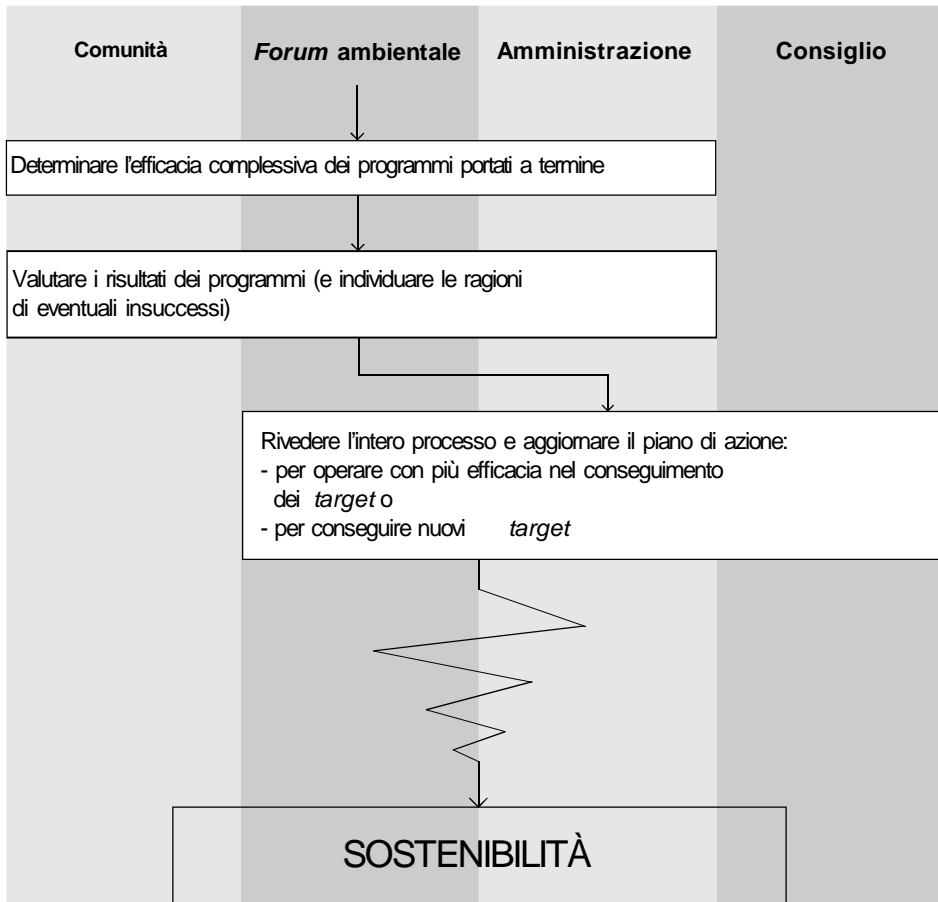 Comunità
Forum ambientale
Amministrazione
Consiglio
Determinare l'efficacia complessiva dei programmi portati a termine
Valutare i risultati dei programmi (e individuare le ragioni
di eventuali insuccessi)
Rivedere l'intero processo e aggiornare il piano di azione:
- per operare con più efficacia nel conseguimento
dei target o
- per conseguire nuovi target
SOSTENIBILITÀ